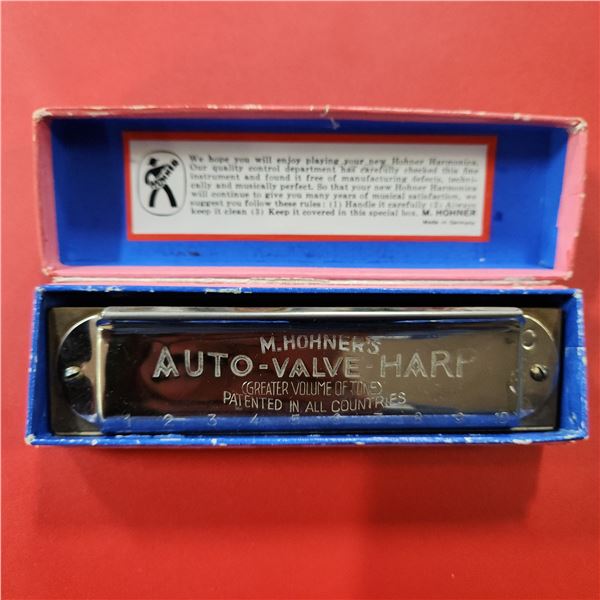 HOHNER
We hope you will enjoy playing your new Hohner Harmonica.
Our quality control department has carefully checked this fine
instrument and found it free of manufacturing defects, techni-
cally and musically perfect. So that your new Hohner Harmonica
will continue to give you many years of musical satisfaction, we
suggest you follow these rules: (1) Handle it carefully (2) Always
keep it clean (3) Keep it covered in this special box. M. HOHNER
Made in Germany
C
M.HOHNER'S
AUTO-VALVE-HARP
(GREATER VOLUME OF TONE)
PATENTED IN ALL COUNTRIES
1 2 3 4 5 6 7 8 9 10